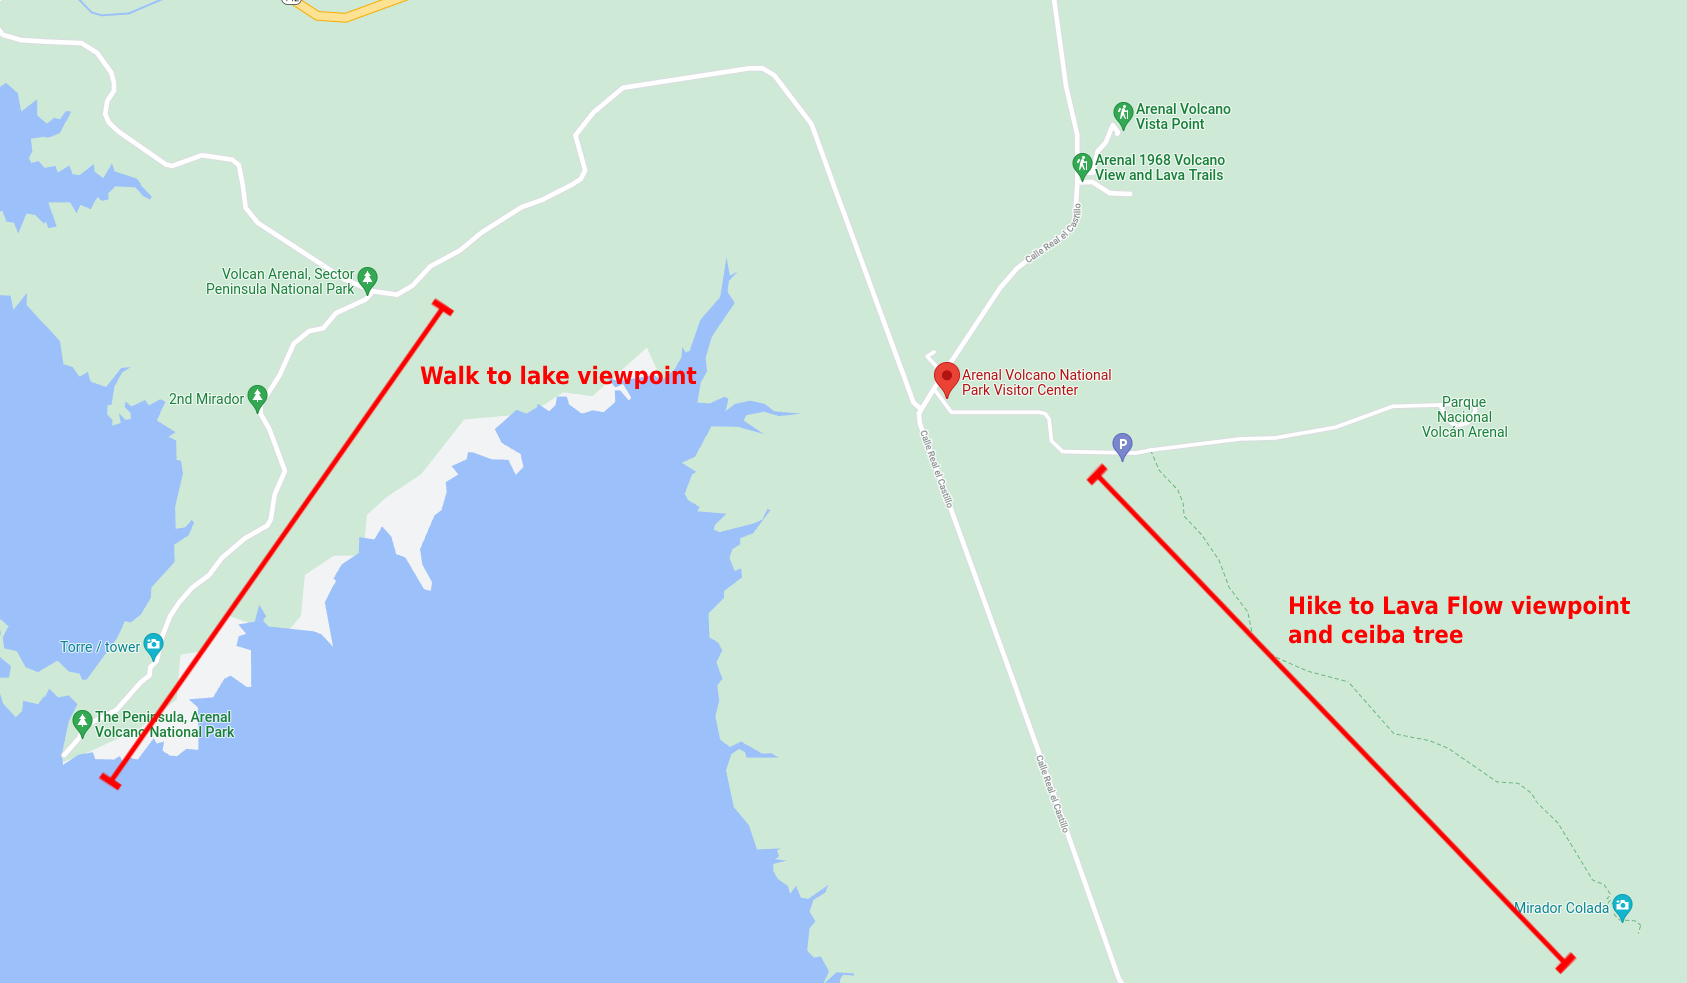 Arenal Volcano
Vista Point
Arenal 1968 Volcano
View and Lava Trails
Calle Real el Castillo
Volcan Arenal, Sector
Peninsula National Park
Walk to lake viewpoint
Arenal Volcano National
Park Visitor Center
2nd Mirador
Parque
Nacional
Volcán Arenal
P
Calle Real el Castillo
Hike to Lava Flow viewpoint
and ceiba tree
Torre / tower
The Peninsula, Arenal
Volcano National Park
Calle Real el Castillo
Mirador Colada